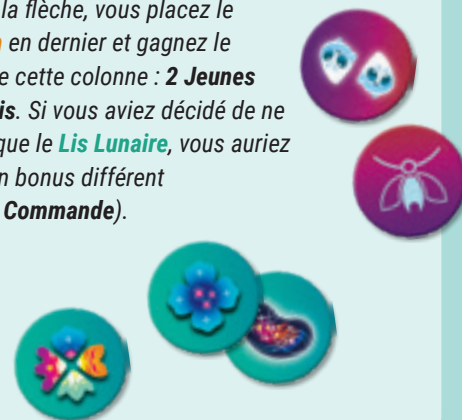 la flèche, vous placez le
en dernier et gagnez le
e cette colonne : 2 Jeunes
is. Si vous aviez décidé de ne
que le Lis Lunaire, vous auriez
n bonus différent
Commande).